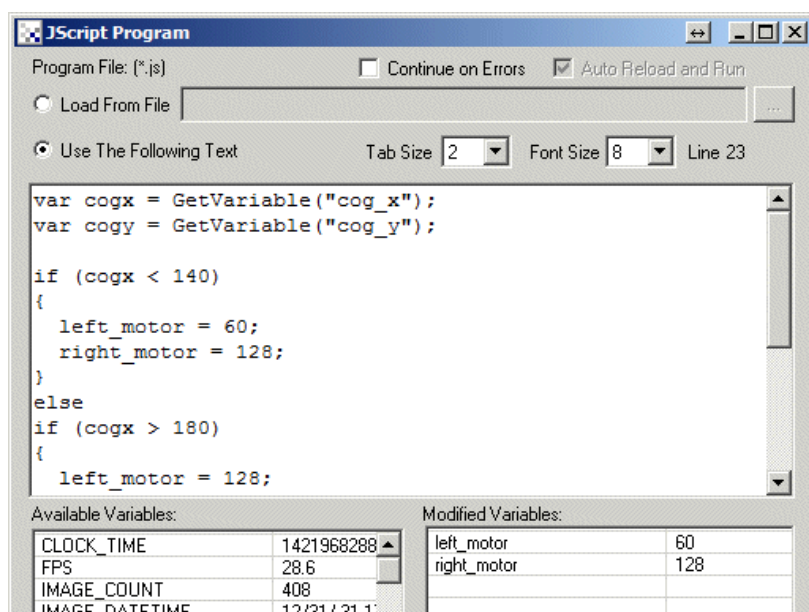 JScript Program
Program File: (*.js) Continue on Errors Auto Reload and Run
Load From File ...
Use The Following Text Tab Size 2 Font Size 8 Line 23
var cogx = GetVariable("cog_x");
var cogy = GetVariable("cog_y");
if (cogx < 140)
{
left_motor = 60;
right_motor = 128;
}
else
if (cogx > 180)
{
left_motor = 128;
Available Variables: Modified Variables:
CLOCK_TIME 1421968288 left_motor 60
FPS 28.6 right_motor 128
IMAGE_COUNT 408
IMAGE_DATETIME